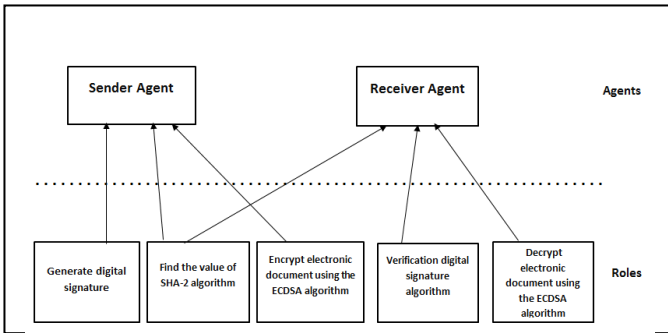 Sender Agent
Receiver Agent
Agents
Generate digital
signature
Find the value of
SHA-2 algorithm
Encrypt electronic
document using the
ECDSA algorithm
Verification digital
signature
algorithm
Decrypt
electronic
document using
the ECDSA
algorithm
Roles